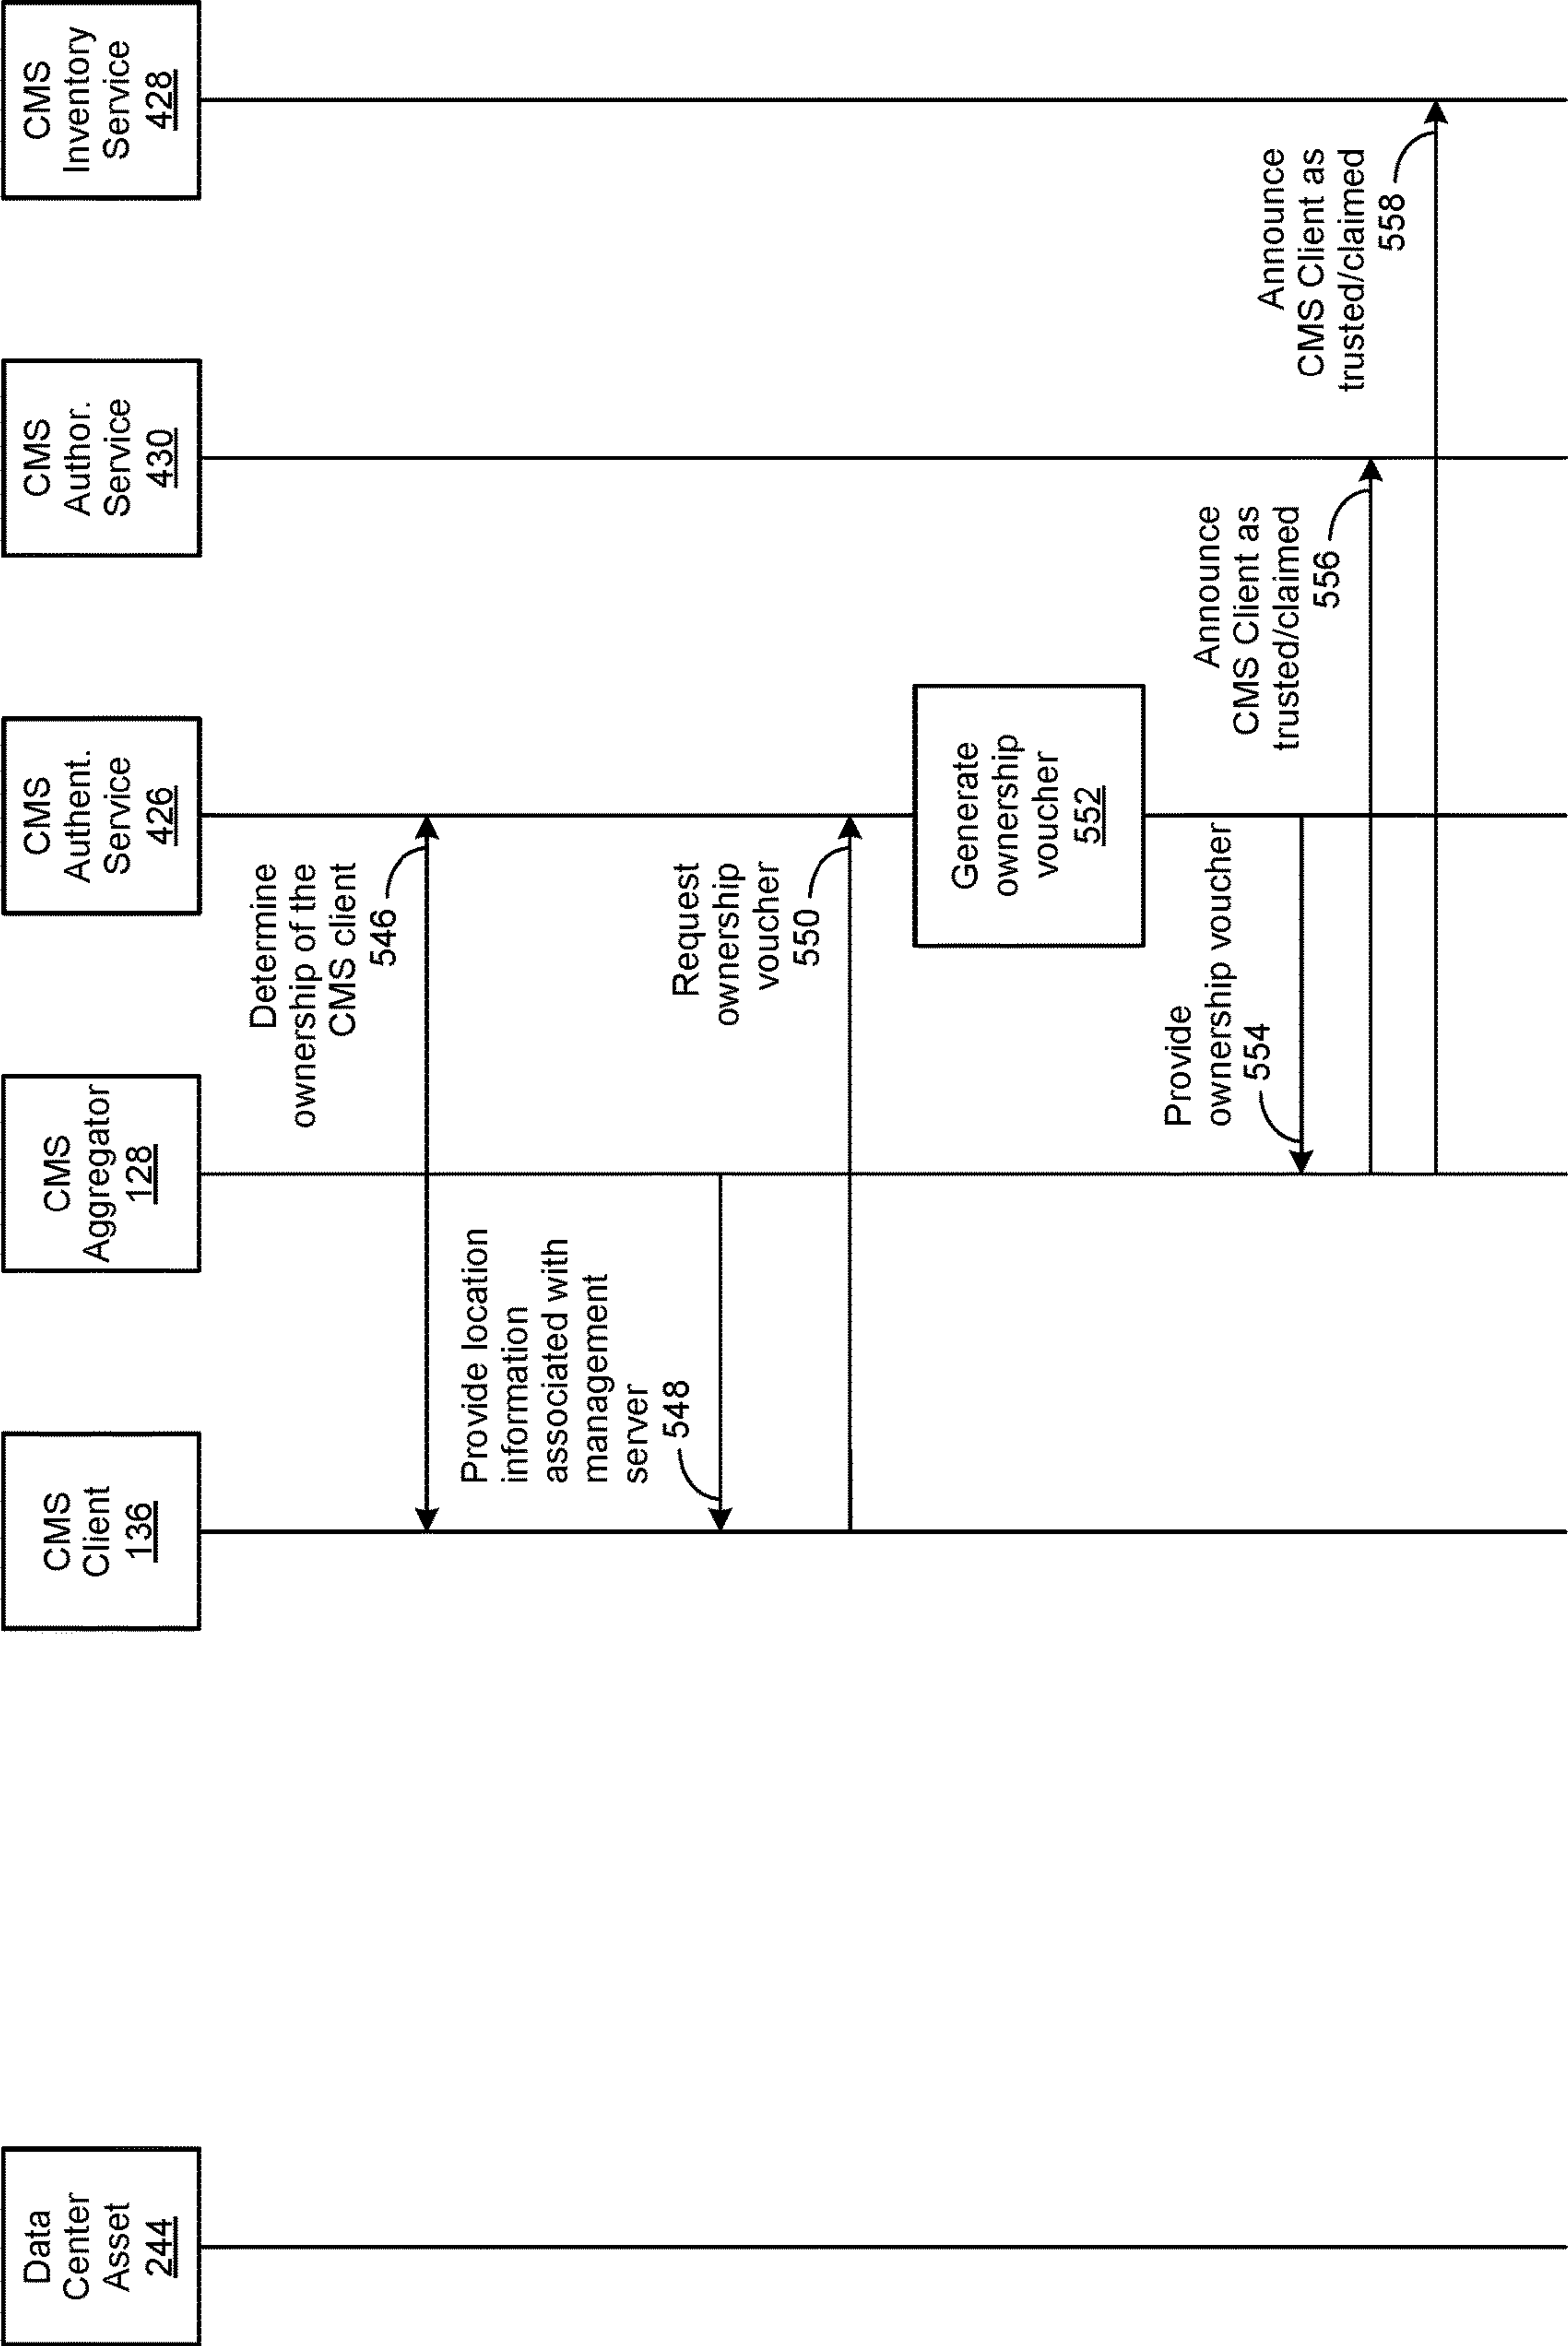 Data
Center
Asset
244
CMS
Client
136
CMS
Aggregator
128
CMS
Authent.
Service
426
CMS
Author.
Service
430
CMS
Inventory
Service
428
Determine
ownership of the
CMS client
546
Provide location
information
associated with
management
server
548
Request
ownership
voucher
550
Generate
ownership
voucher
552
Provide
ownership voucher
554
Announce
CMS Client as
trusted/claimed
556
Announce
CMS Client as
trusted/claimed
558